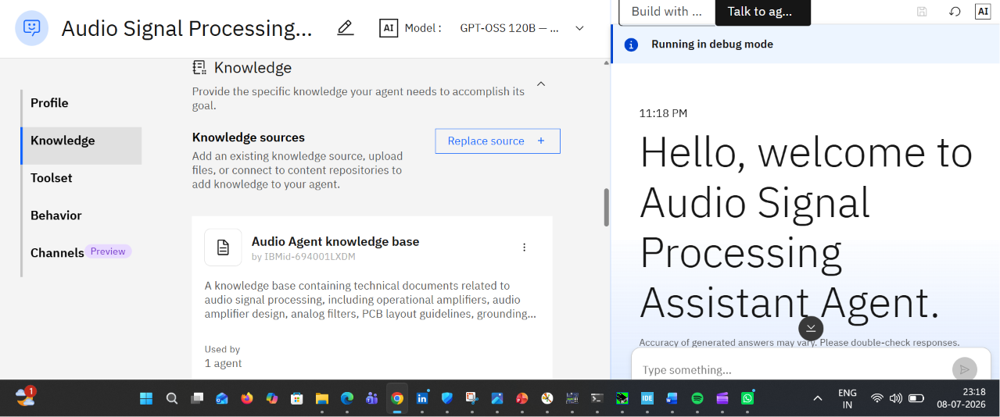 Audio Signal Processing...
AI Model : GPT-OSS 120B — ...
Build with ...
Talk to ag...
AI
Running in debug mode
Profile
Knowledge
Toolset
Behavior
Channels Preview
Knowledge
Provide the specific knowledge your agent needs to accomplish its
goal.
Knowledge sources
Replace source +
Add an existing knowledge source, upload
files, or connect to content repositories to
add knowledge to your agent.
Audio Agent knowledge base
by IBMid-694001LXDM
A knowledge base containing technical documents related to
audio signal processing, including operational amplifiers, audio
amplifier design, analog filters, PCB layout guidelines, grounding...
Used by
1 agent
11:18 PM
Hello, welcome to
Audio Signal
Processing
Assistant Agent.
Accuracy of generated answers may vary. Please double-check responses.
Type something...
1
IDE
ENG
IN
23:18
08-07-2026